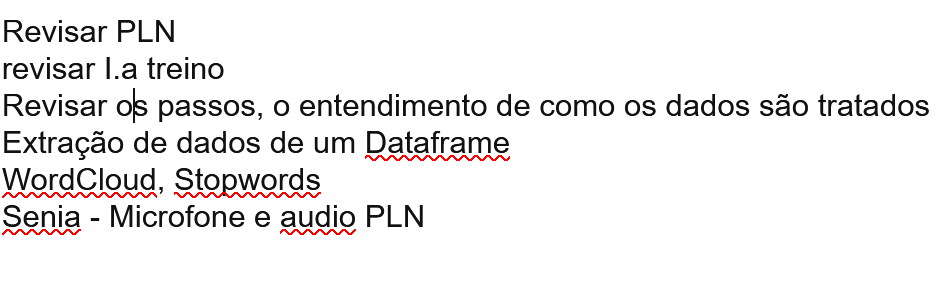 Revisar PLN
revisar I.a treino
Revisar os passos, o entendimento de como os dados são tratados
Extração de dados de um Dataframe
WordCloud, Stopwords
Senia - Microfone e audio PLN